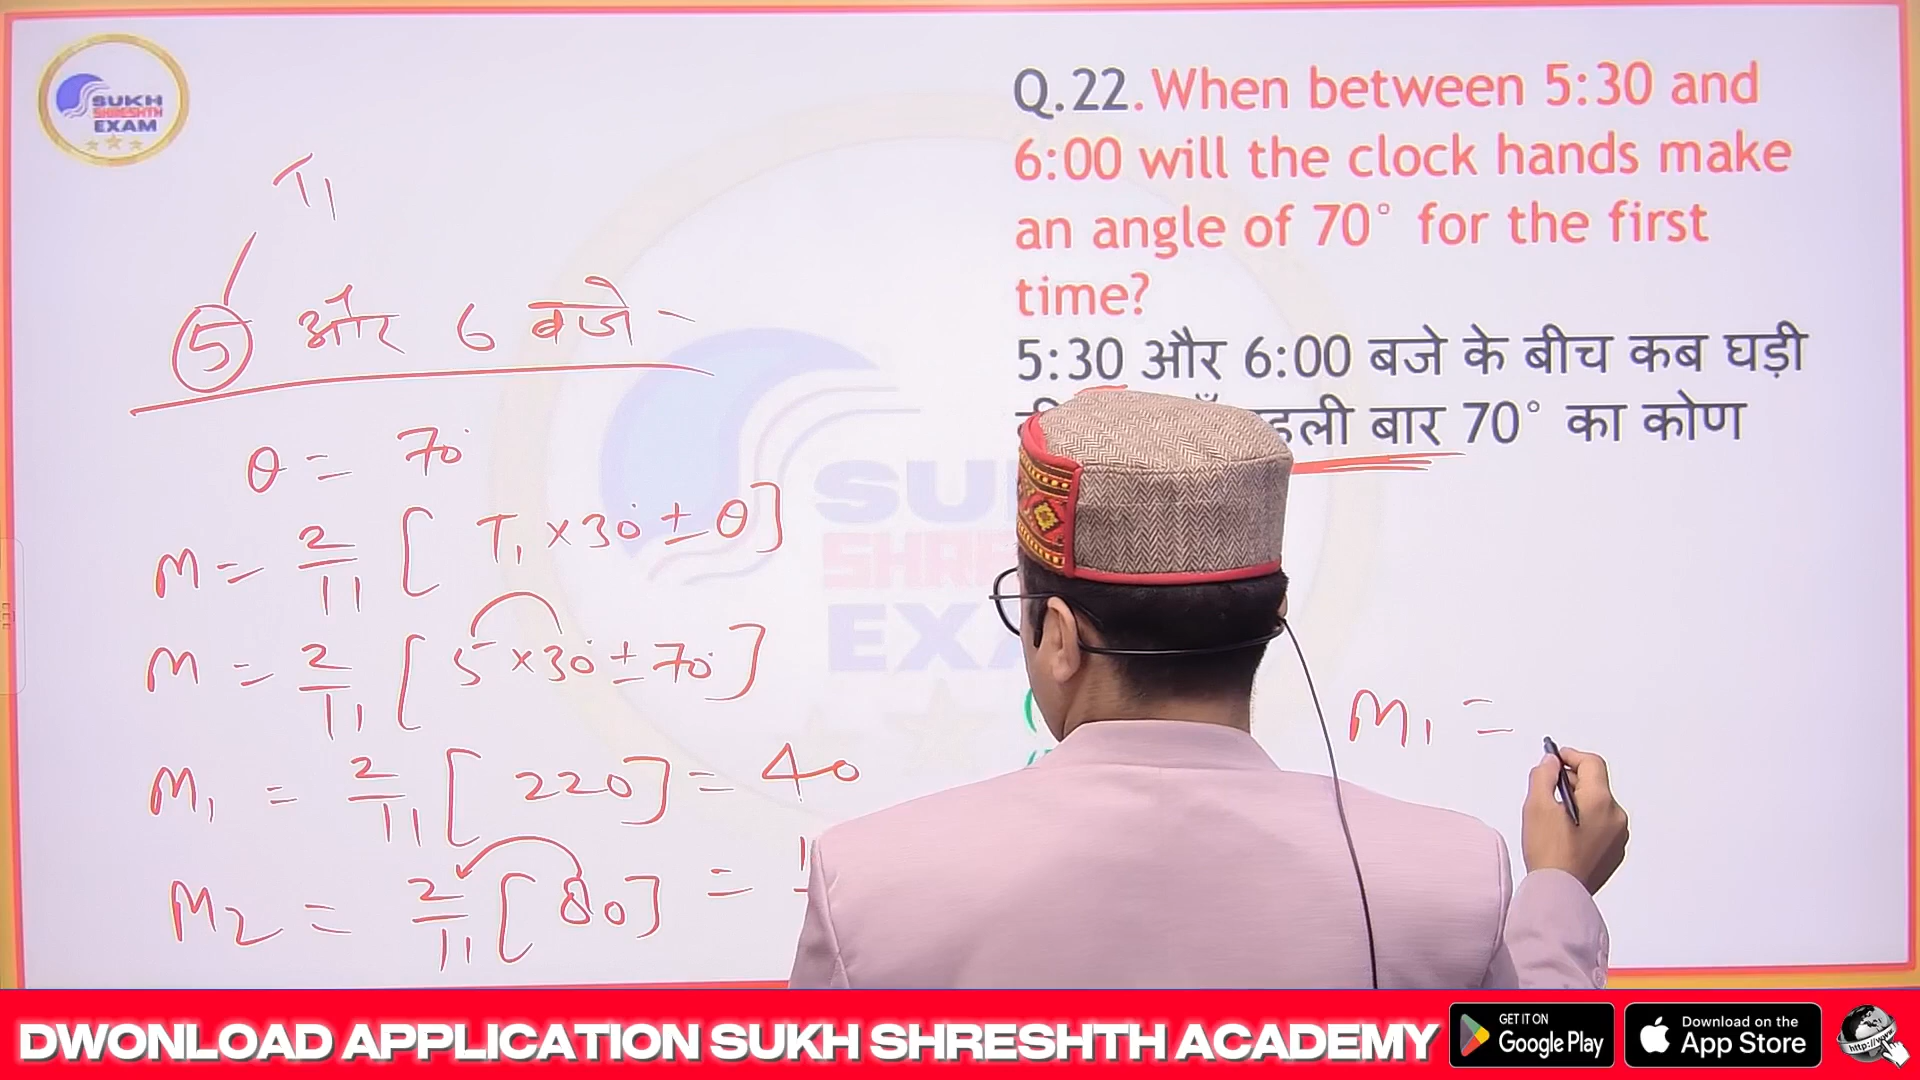 SUKH
SHRESHTH
EXAM
Q.22. When between 5:30 and
6:00 will the clock hands make
an angle of 70° for the first
time?
5:30 और 6:00 बजे के बीच कब घड़ी
बार 70° का कोण
T₁
5 और 6 बजे -
θ = 70°
M = 2/11 [ T₁ × 30° ± θ ]
M = 2/11 [ 5 × 30° ± 70° ]
M₁ = 2/11 [ 220 ] = 40
M₂ = 2/11 [ 80 ] =
M₁ =
DWONLOAD APPLICATION SUKH SHRESHTH ACADEMY
GET IT ON
Google Play
Download on the
App Store
http://www